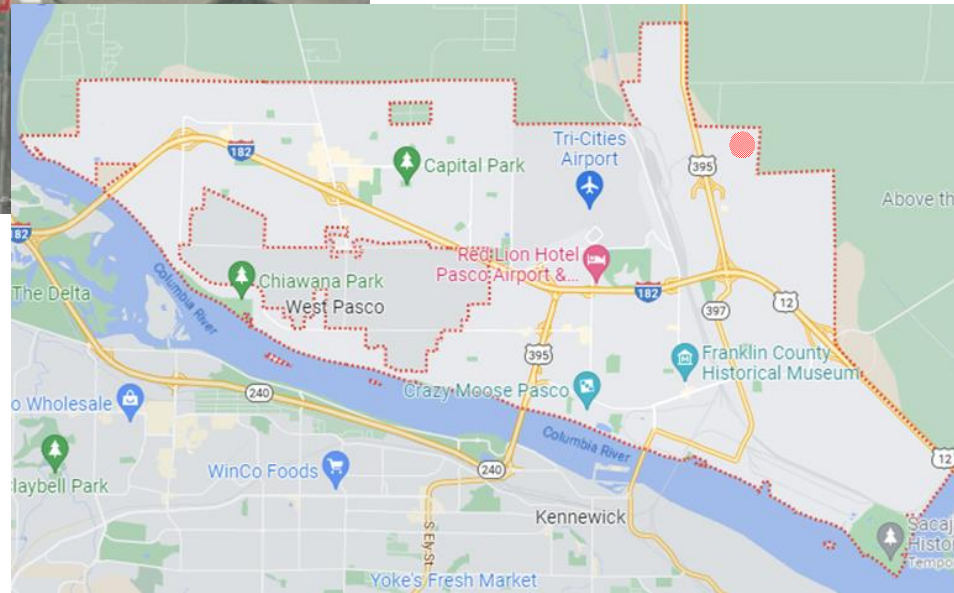 182
Capital Park
Tri-Cities
Airport
395
Above th
82
Red Lion Hotel
Pasco Airport &...
Chiawana Park
The Delta
West Pasco
Columbia River
182
12
397
395
Franklin County
Historical Museum
240
Crazy Moose Pasco
o Wholesale
Columbia River
12
240
WinCo Foods
laybell Park
Kennewick
S Ely St
Sacaj
Histor
Tempo
Yoke's Fresh Market